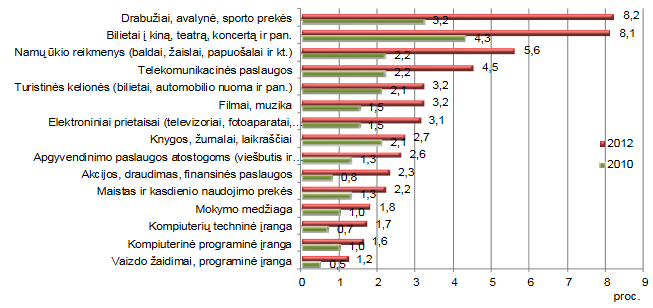 Drabužiai, avalynė, sporto prekės
8,2
3,2
Bilietai į kiną, teatrą, koncertą ir pan.
8,1
4,3
Namų ūkio reikmenys (baldai, žaislai, papuošalai ir kt.)
5,6
2,2
Telekomunikacinės paslaugos
4,5
2,2
Turistinės kelionės (bilietai, automobilio nuoma ir pan.)
3,2
2,1
Filmai, muzika
3,2
1,5
Elektroniniai prietaisai (televizoriai, fotoaparatai,...
3,1
1,5
Knygos, žurnalai, laikraščiai
2,7
2,1
Apgyvendinimo paslaugos atostogoms (viešbutis ir...
2,6
1,3
Akcijos, draudimas, finansinės paslaugos
2,3
0,8
Maistas ir kasdienio naudojimo prekės
2,2
1,3
Mokymo medžiaga
1,8
1,0
Kompiuterių techninė įranga
1,7
0,7
Kompiuterinė programinė įranga
1,6
1,0
Vaizdo žaidimai, programinė įranga
1,2
0,5
2012
2010
0 1 2 3 4 5 6 7 8 9
proc.